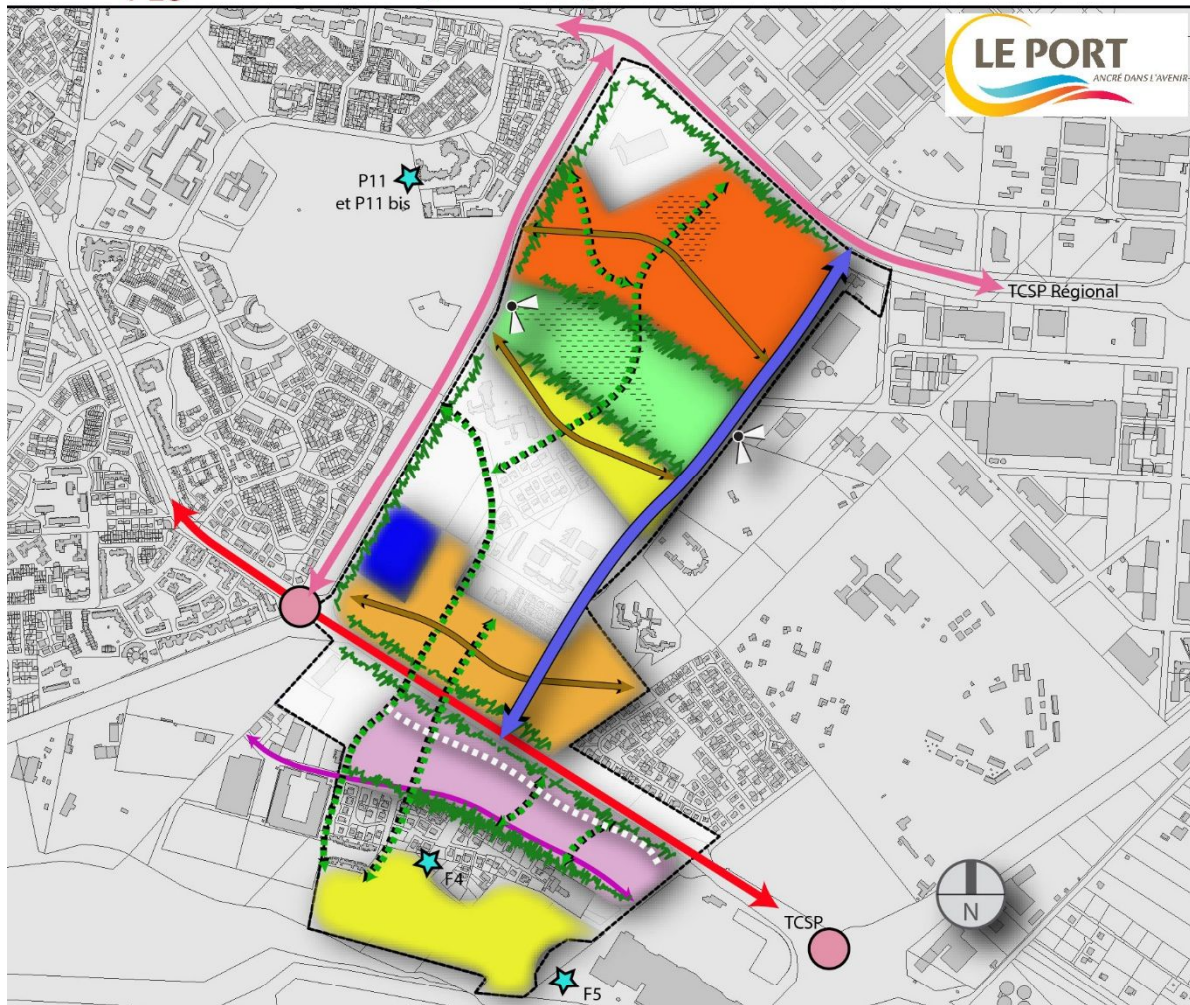 LE PORT
ANCRÉ DANS L'AVENIR
P11
et P11 bis
TCSP Régional
F4
TCSP
N
F5